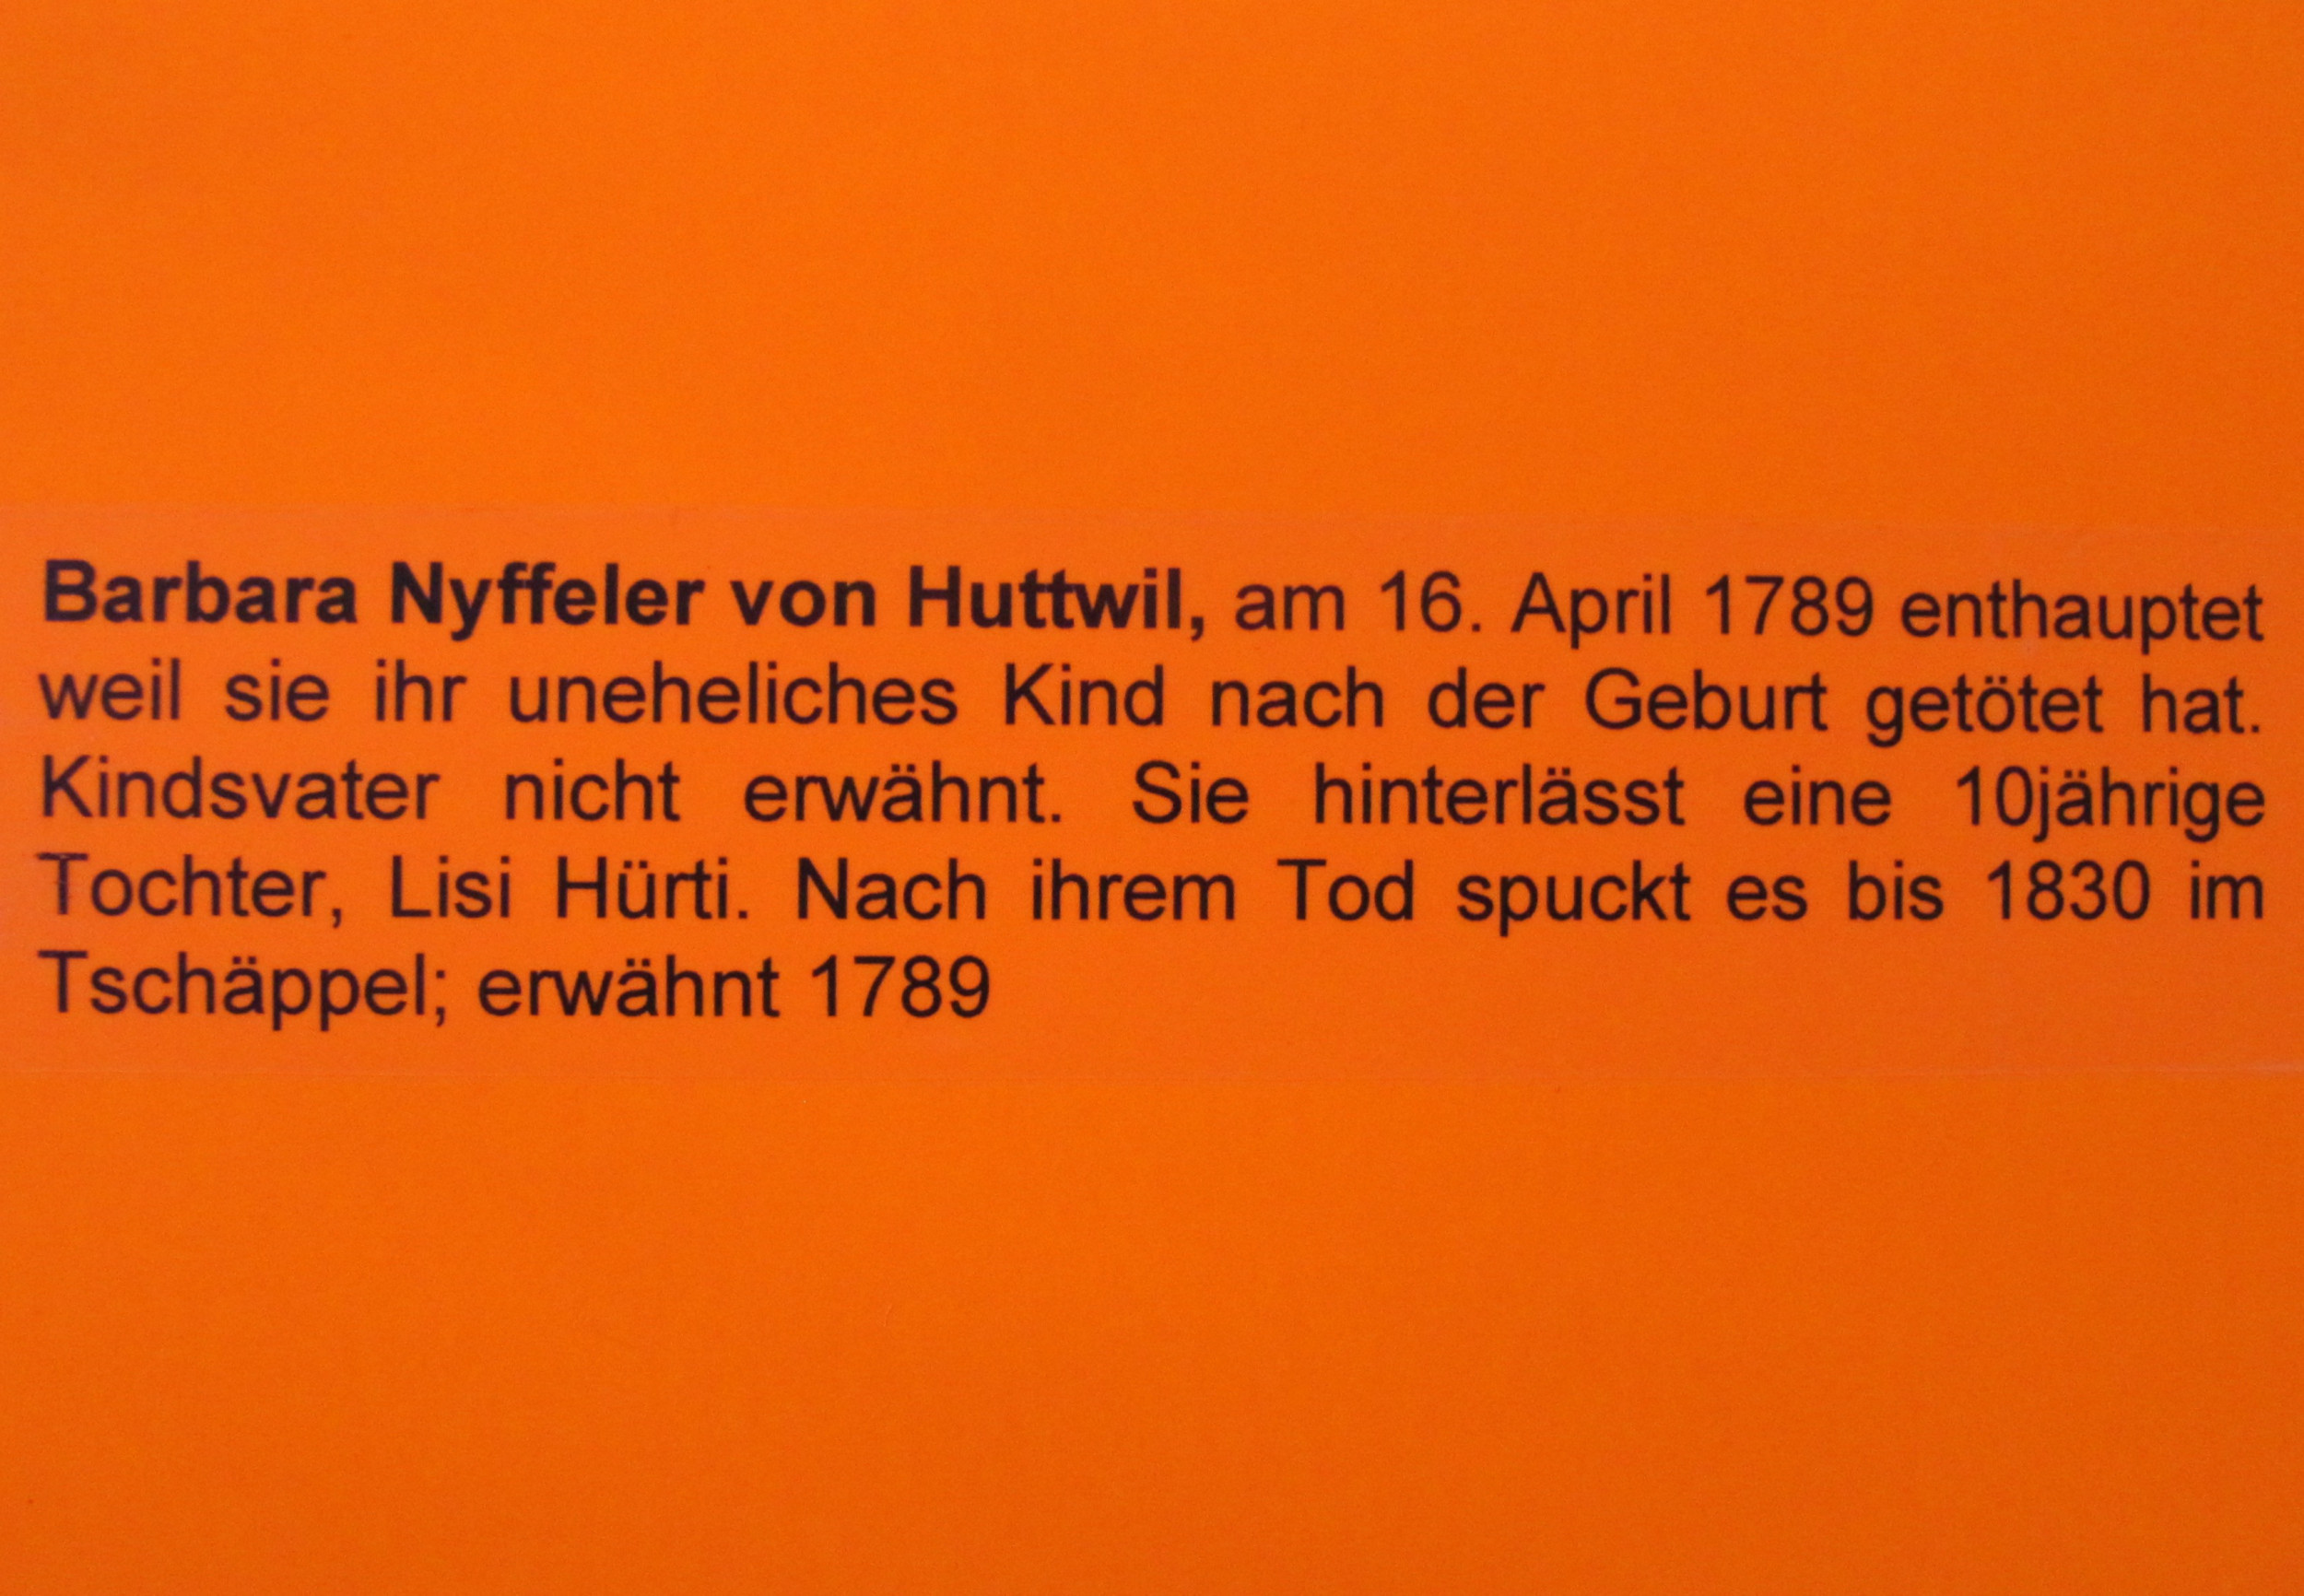 Barbara Nyffeler von Huttwil, am 16. April 1789 enthauptet
weil sie ihr uneheliches Kind nach der Geburt getötet hat.
Kindsvater nicht erwähnt. Sie hinterlässt eine 10jährige
Tochter, Lisi Hürti. Nach ihrem Tod spuckt es bis 1830 im
Tschäppel; erwähnt 1789